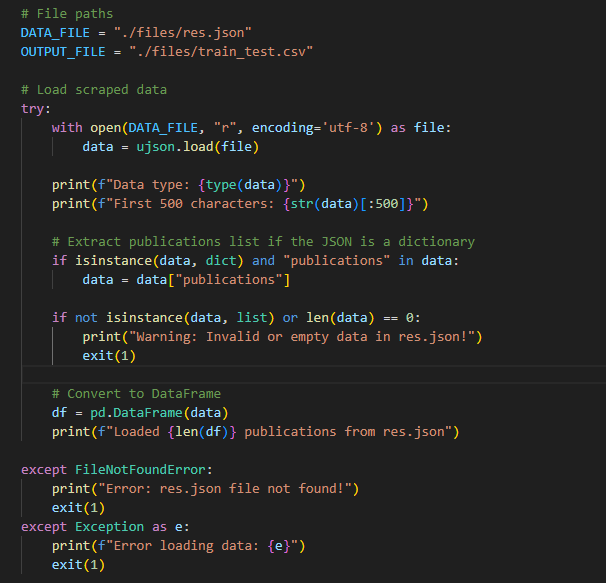 # File paths
DATA_FILE = "./files/res.json"
OUTPUT_FILE = "./files/train_test.csv"

# Load scraped data
try:
    with open(DATA_FILE, "r", encoding='utf-8') as file:
        data = ujson.load(file)

    print(f"Data type: {type(data)}")
    print(f"First 500 characters: {str(data)[:500]}")

    # Extract publications list if the JSON is a dictionary
    if isinstance(data, dict) and "publications" in data:
        data = data["publications"]

    if not isinstance(data, list) or len(data) == 0:
        print("Warning: Invalid or empty data in res.json!")
        exit(1)

    # Convert to DataFrame
    df = pd.DataFrame(data)
    print(f"Loaded {len(df)} publications from res.json")

except FileNotFoundError:
    print("Error: res.json file not found!")
    exit(1)
except Exception as e:
    print(f"Error loading data: {e}")
    exit(1)